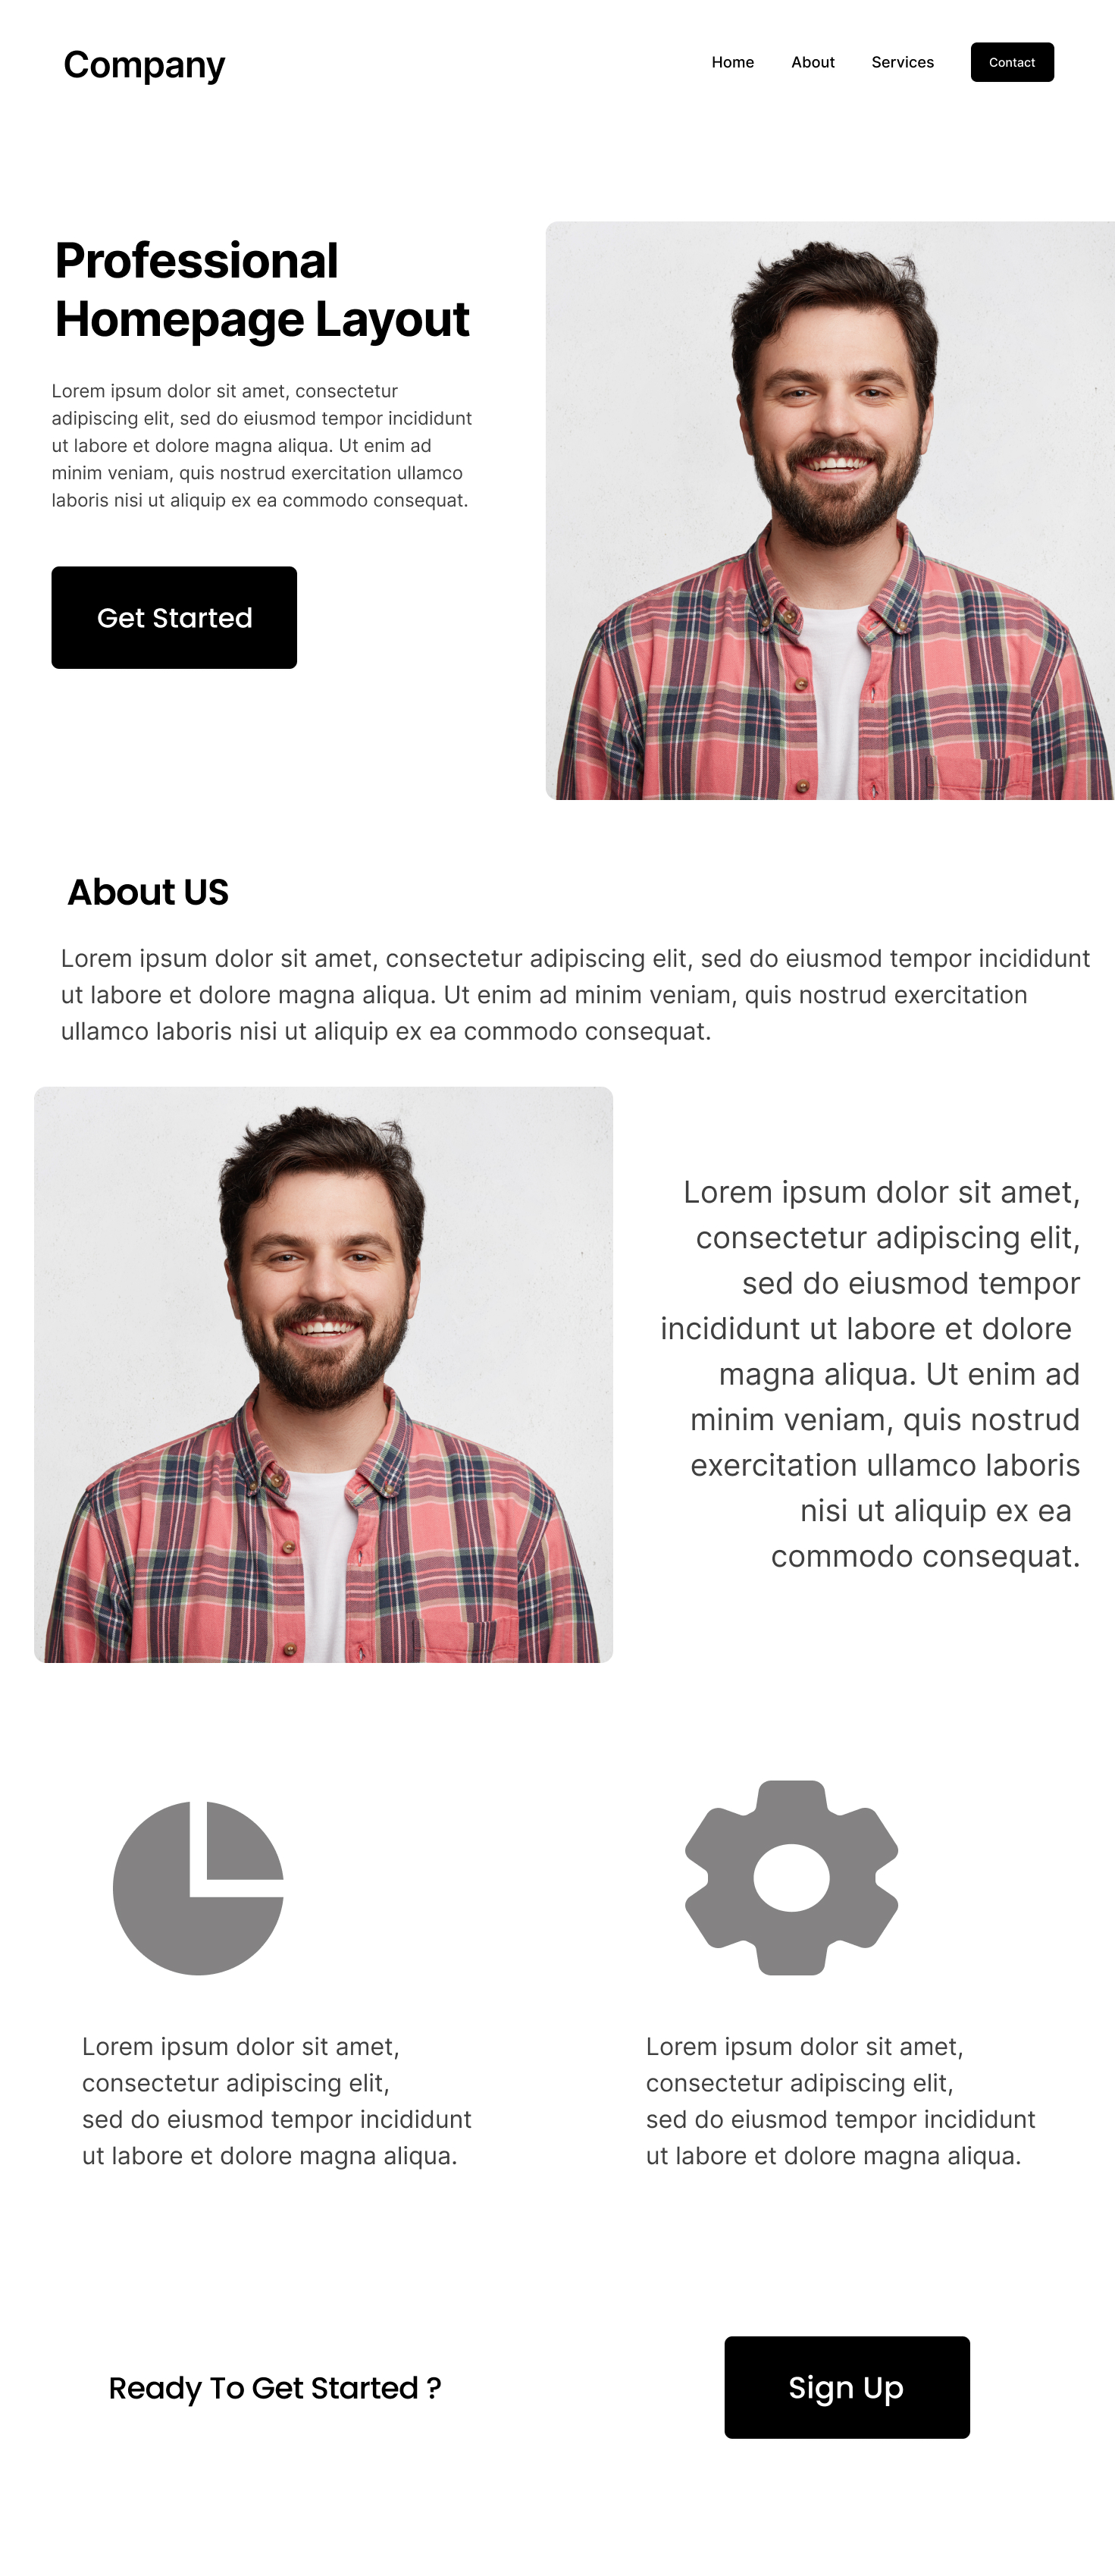 Company
Home About Services Contact
Professional
Homepage Layout
Lorem ipsum dolor sit amet, consectetur
adipiscing elit, sed do eiusmod tempor incididunt
ut labore et dolore magna aliqua. Ut enim ad
minim veniam, quis nostrud exercitation ullamco
laboris nisi ut aliquip ex ea commodo consequat.
Get Started
About US
Lorem ipsum dolor sit amet, consectetur adipiscing elit, sed do eiusmod tempor incididunt
ut labore et dolore magna aliqua. Ut enim ad minim veniam, quis nostrud exercitation
ullamco laboris nisi ut aliquip ex ea commodo consequat.
Lorem ipsum dolor sit amet,
consectetur adipiscing elit,
sed do eiusmod tempor
incididunt ut labore et dolore
magna aliqua. Ut enim ad
minim veniam, quis nostrud
exercitation ullamco laboris
nisi ut aliquip ex ea
commodo consequat.
Lorem ipsum dolor sit amet,
consectetur adipiscing elit,
sed do eiusmod tempor incididunt
ut labore et dolore magna aliqua.
Lorem ipsum dolor sit amet,
consectetur adipiscing elit,
sed do eiusmod tempor incididunt
ut labore et dolore magna aliqua.
Ready To Get Started ?
Sign Up